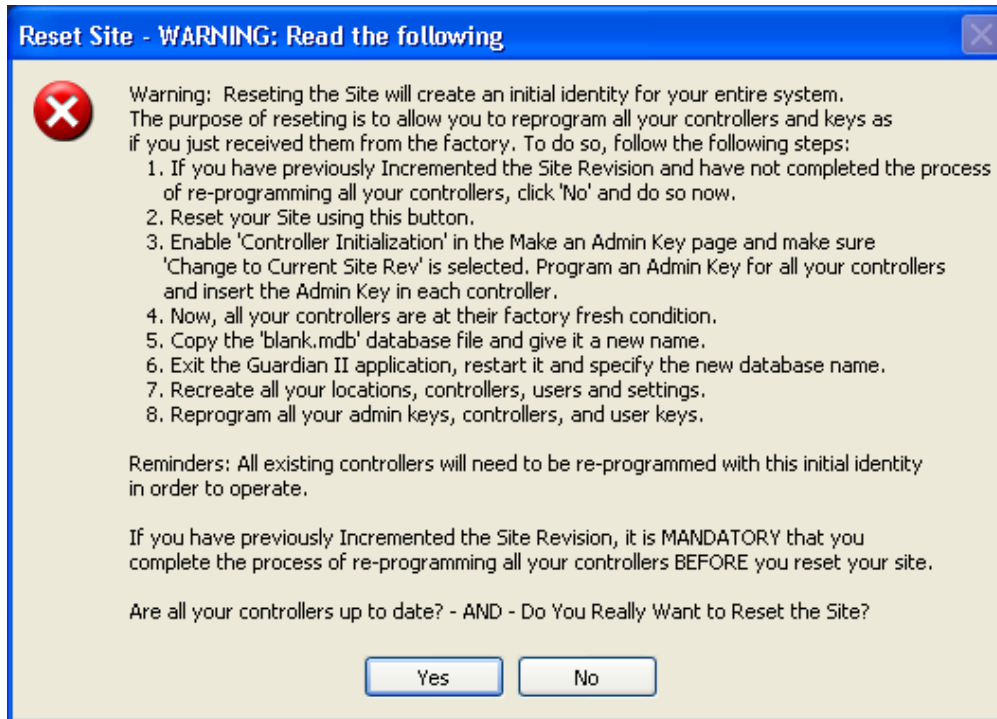 Reset Site - WARNING: Read the following
Warning:  Reseting the Site will create an initial identity for your entire system.
The purpose of reseting is to allow you to reprogram all your controllers and keys as
if you just received them from the factory. To do so, follow the following steps:
1. If you have previously Incremented the Site Revision and have not completed the process
of re-programming all your controllers, click 'No' and do so now.
2. Reset your Site using this button.
3. Enable 'Controller Initialization' in the Make an Admin Key page and make sure
'Change to Current Site Rev' is selected. Program an Admin Key for all your controllers
and insert the Admin Key in each controller.
4. Now, all your controllers are at their factory fresh condition.
5. Copy the 'blank.mdb' database file and give it a new name.
6. Exit the Guardian II application, restart it and specify the new database name.
7. Recreate all your locations, controllers, users and settings.
8. Reprogram all your admin keys, controllers, and user keys.
Reminders: All existing controllers will need to be re-programmed with this initial identity
in order to operate.
If you have previously Incremented the Site Revision, it is MANDATORY that you
complete the process of re-programming all your controllers BEFORE you reset your site.
Are all your controllers up to date? - AND - Do You Really Want to Reset the Site?
Yes
No